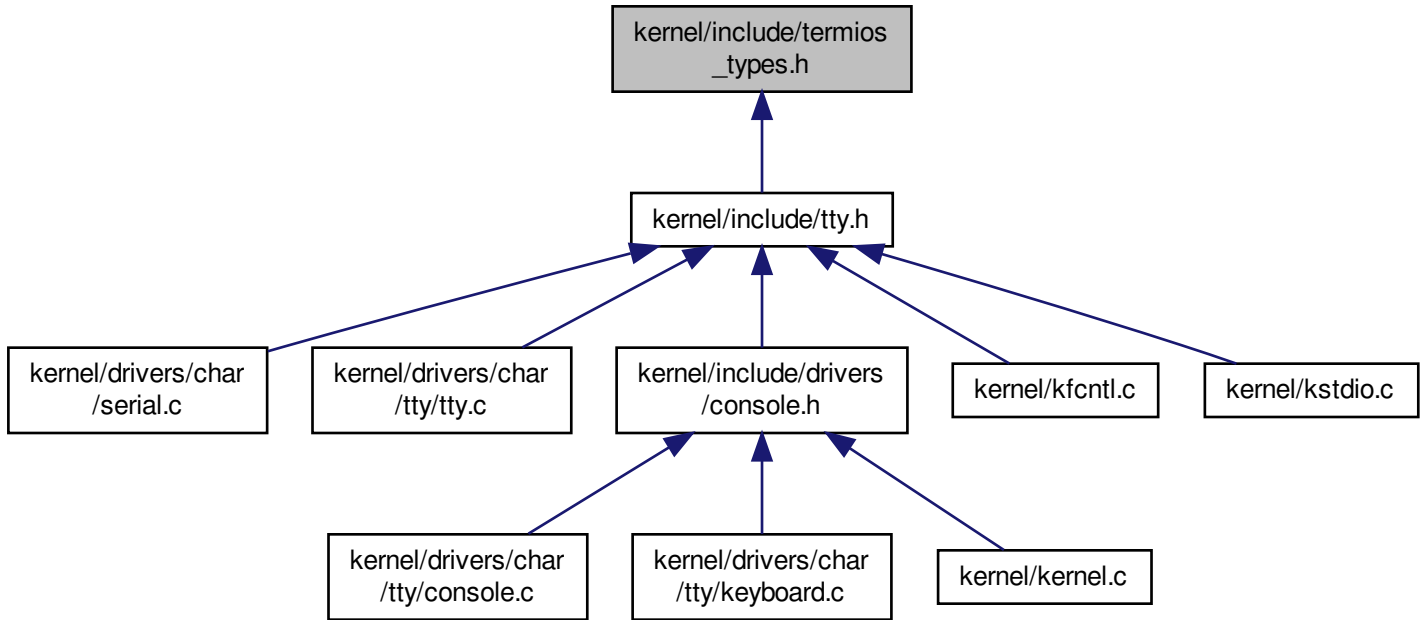 kernel/include/termios
_types.h
kernel/include/tty.h
kernel/drivers/char
/serial.c
kernel/drivers/char
/tty/tty.c
kernel/include/drivers
/console.h
kernel/kfcntl.c
kernel/kstdio.c
kernel/drivers/char
/tty/console.c
kernel/drivers/char
/tty/keyboard.c
kernel/kernel.c